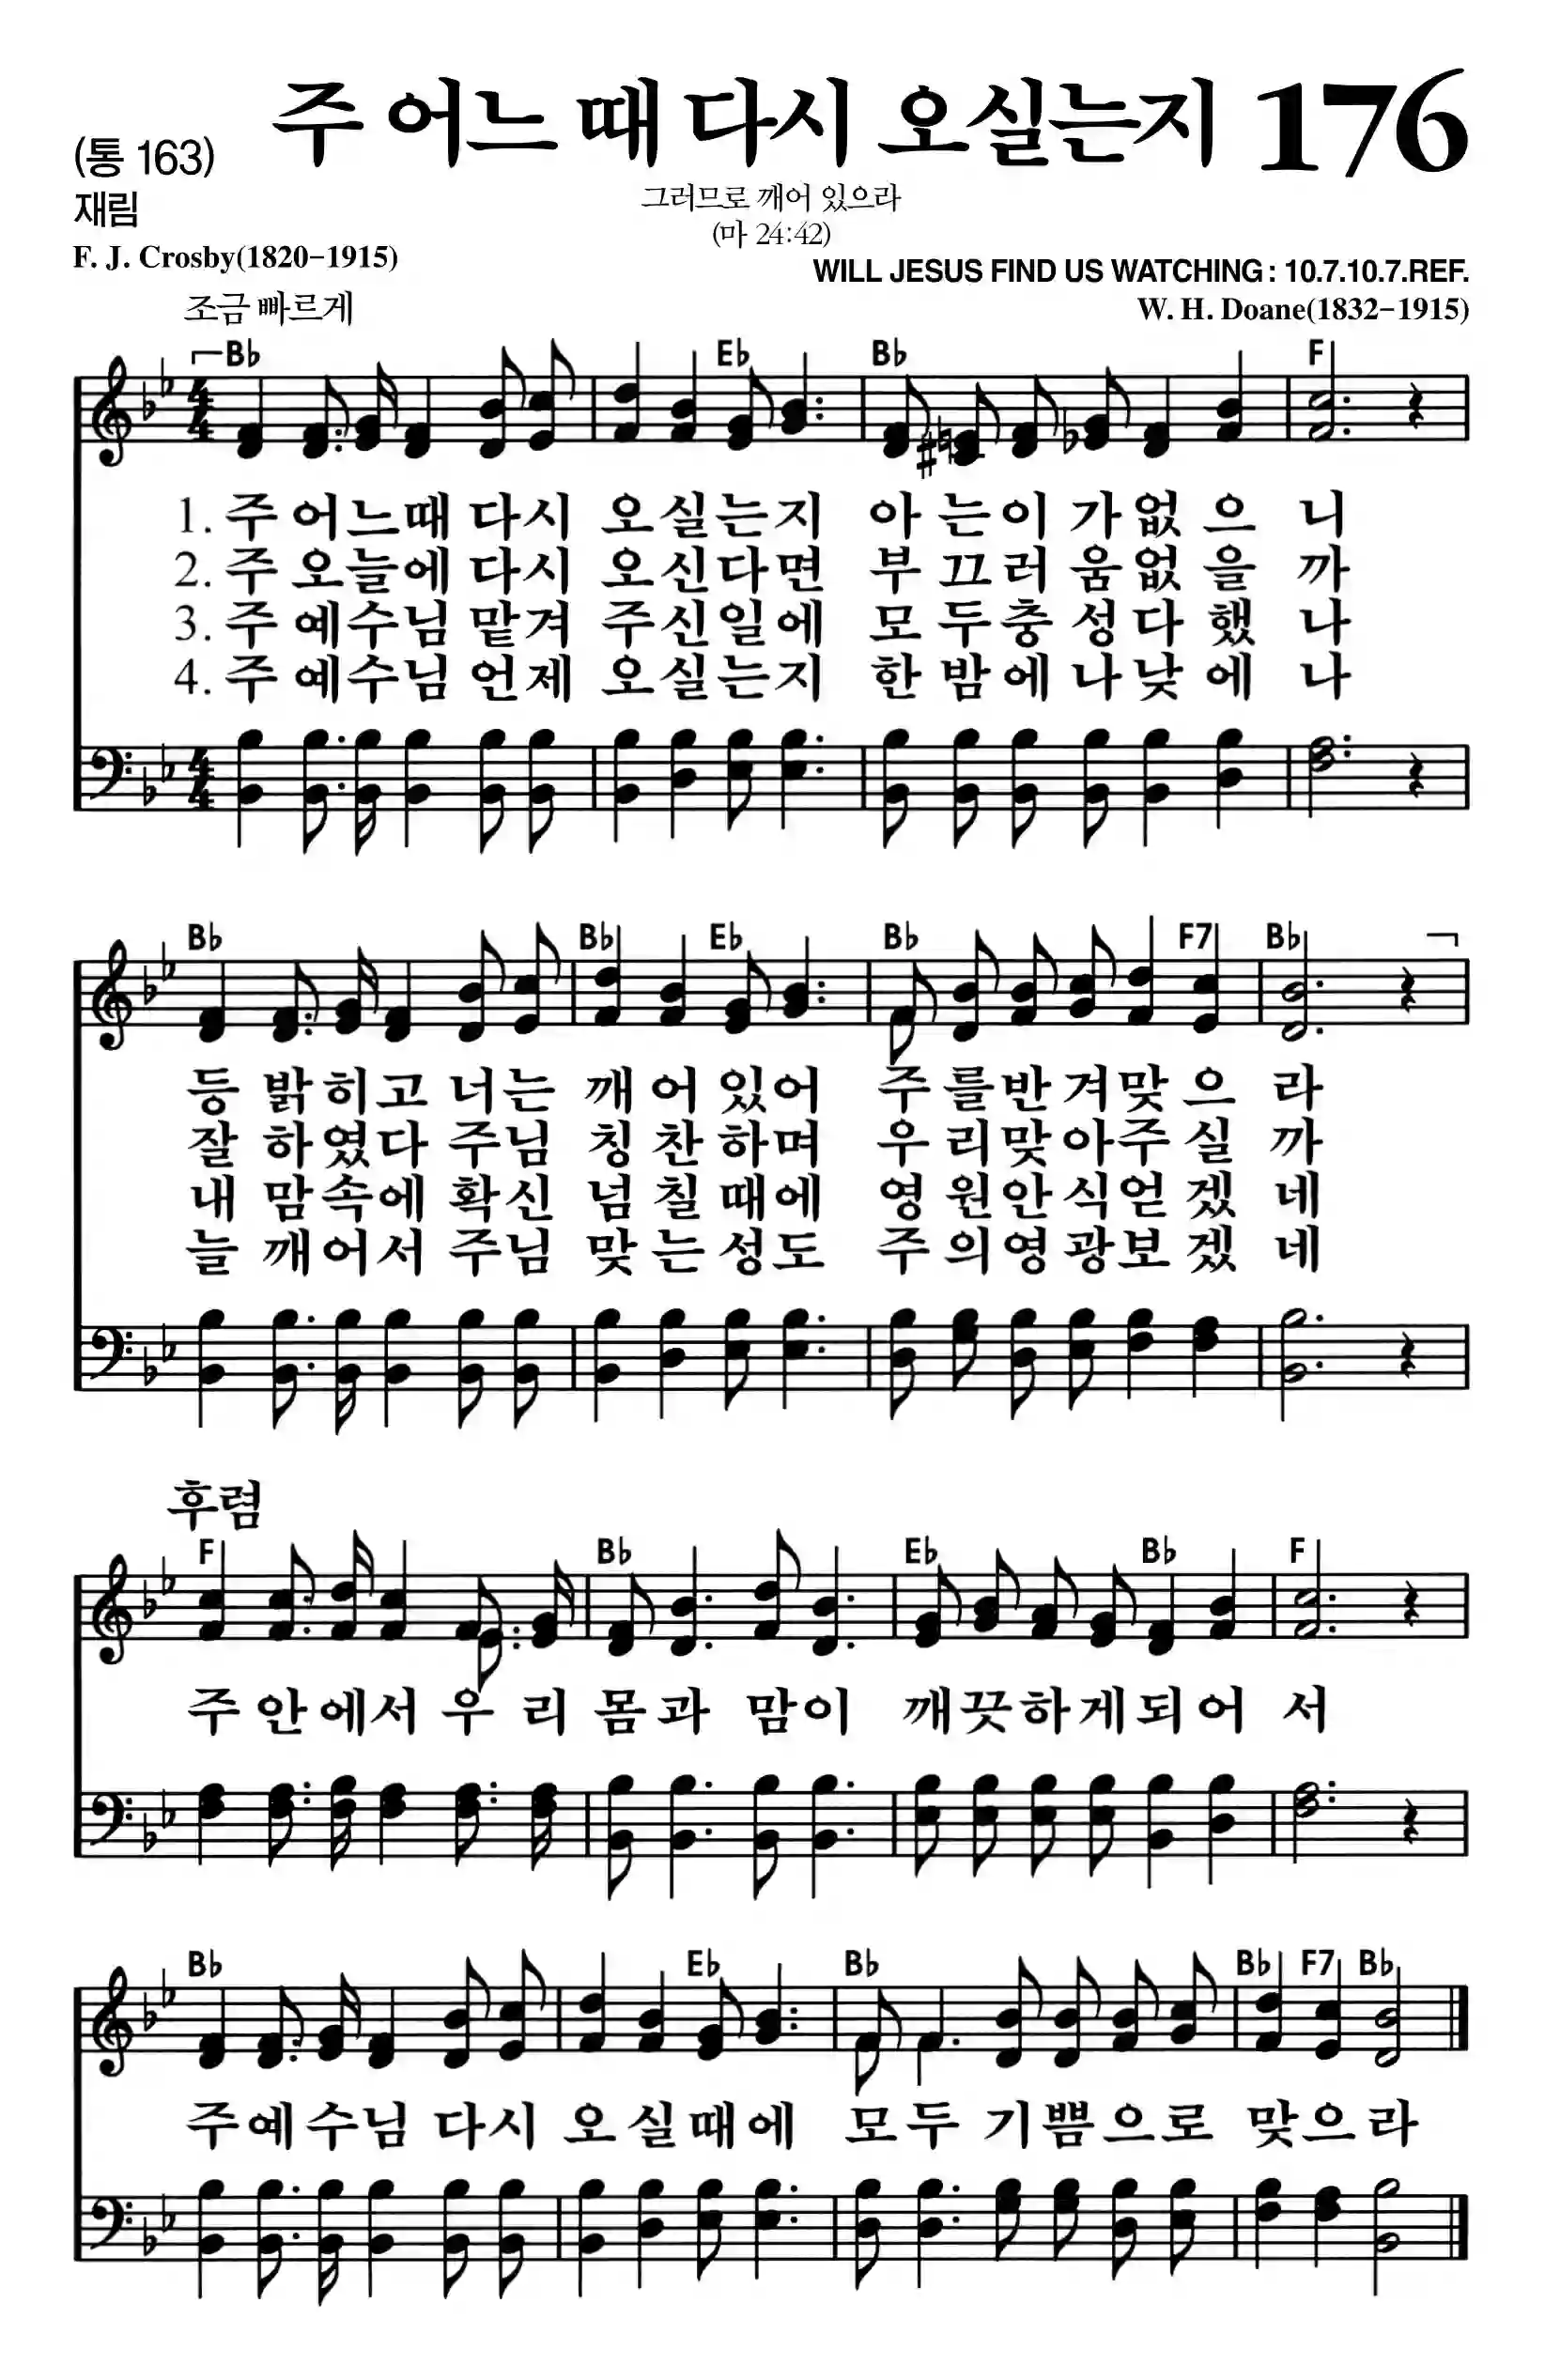 주 어느 때 다시 오실는지 176
(통 163)
재림
그러므로 깨어 있으라
(마 24:42)
F. J. Crosby(1820-1915)
WILL JESUS FIND US WATCHING : 10.7.10.7.REF.
W. H. Doane(1832-1915)
조금 빠르게
Bb Eb Bb F
1. 주 어느때 다시 오실는지 아는이 가없으 니
2. 주 오늘에 다시 오신다면 부끄러 움없을 까
3. 주 예수님 맡겨 주신일에 모두충 성다했 나
4. 주 예수님 언제 오실는지 한밤에 나낮에 나
Bb Bb Eb Bb F7 Bb
등 밝히고 너는 깨어있어 주를반겨맞으 라
잘 하였다 주님 칭찬하며 우리맞아주실 까
내 맘속에 확신 넘칠때에 영원안식얻겠 네
늘 깨어서 주님 맞는성도 주의영광보겠 네
후렴
F Bb Eb Bb F
주 안에서 우리 몸과 맘이 깨끗하게되어 서
Bb Eb Bb Bb F7 Bb
주예수님 다시 오실때에 모두 기쁨으로 맞으라